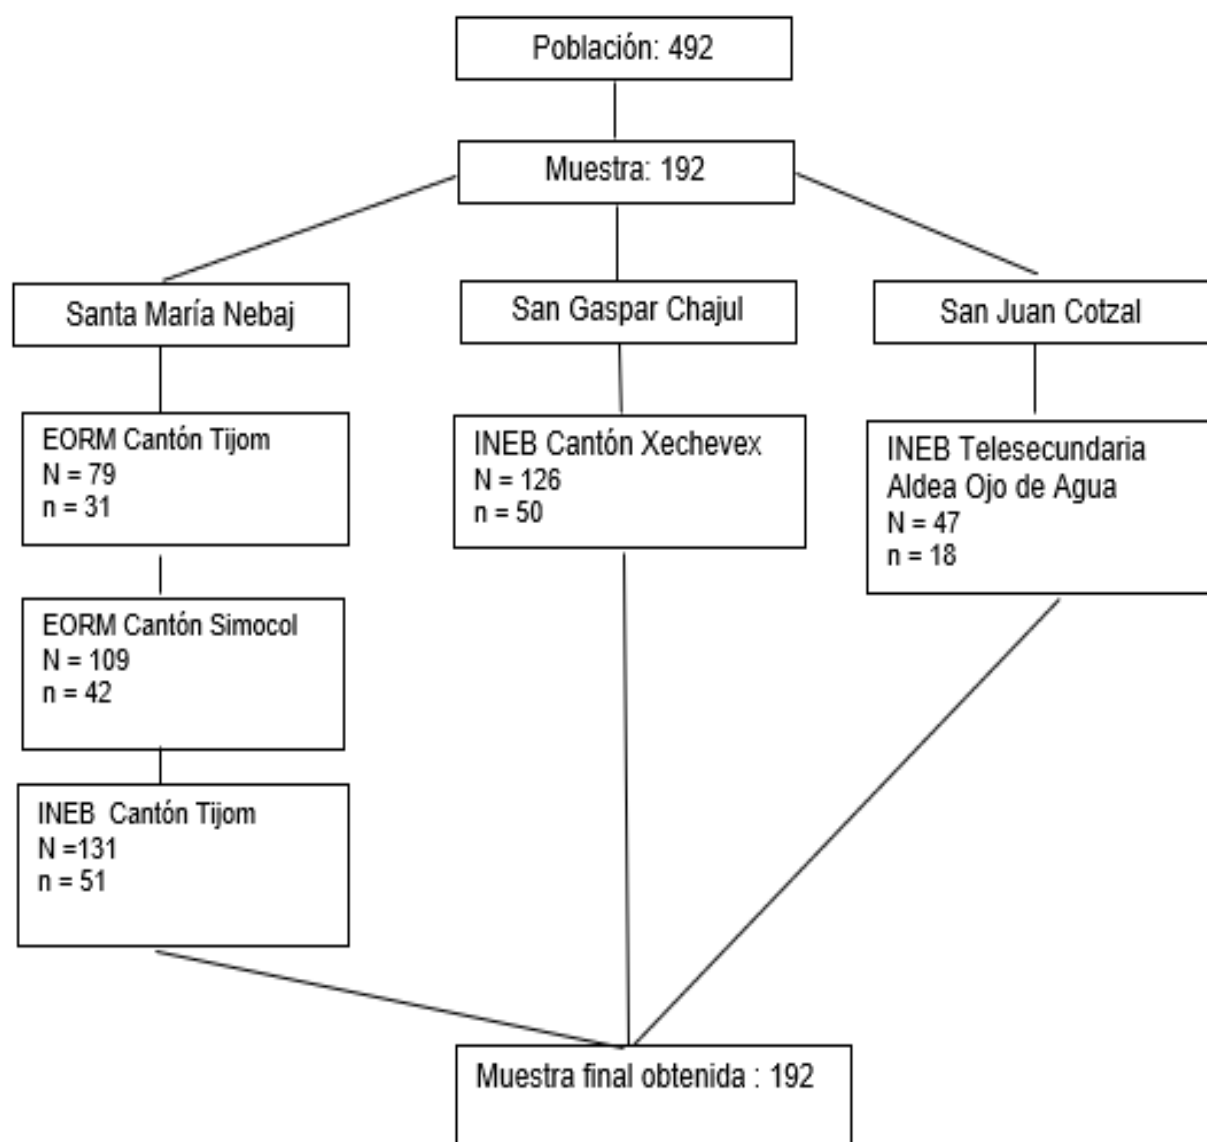 Población: 492
Muestra: 192
Santa María Nebaj
San Gaspar Chajul
San Juan Cotzal
EORM Cantón Tijom
N = 79
n = 31
INEB Cantón Xechevex
N = 126
n = 50
INEB Telesecundaria
Aldea Ojo de Agua
N = 47
n = 18
EORM Cantón Simocol
N = 109
n = 42
INEB  Cantón Tijom
N =131
n = 51
Muestra final obtenida : 192